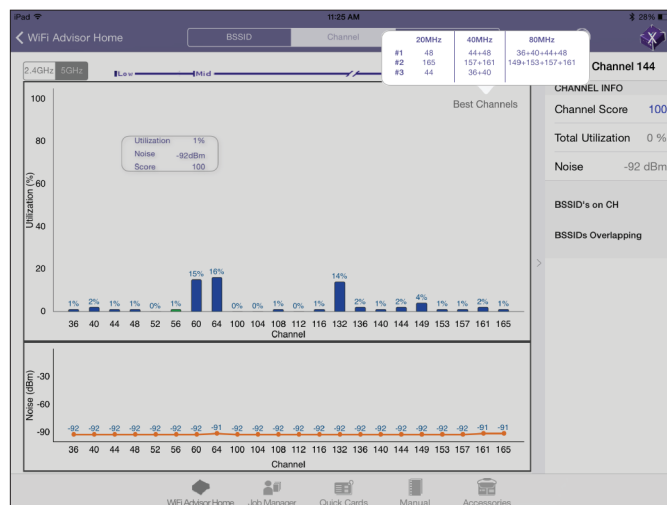 iPad 11:25 AM 28%
WiFi Advisor Home BSSID Channel
20MHz 40MHz 80MHz
#1 48 44+48 36+40+44+48
#2 165 157+161 149+153+157+161
#3 44 36+40
2.4GHz 5GHz Low Mid
Channel 144
CHANNEL INFO
Best Channels
Channel Score 100
Total Utilization 0 %
Noise -92 dBm
BSSID's on CH
BSSIDs Overlapping
Utilization 1%
Noise -92dBm
Score 100
Utilization (%)
100
80
60
40
20
0
1% 2% 1% 1% 0% 1% 15% 16% 0% 0% 1% 0% 1% 14% 2% 1% 2% 4% 1% 1% 2% 1%
36 40 44 48 52 56 60 64 100 104 108 112 116 132 136 140 144 149 153 157 161 165
Channel
Noise (dBm)
-30
-60
-90
-92 -92 -92 -92 -92 -92 -92 -91 -92 -92 -92 -92 -92 -92 -92 -92 -92 -92 -92 -92 -91 -91
36 40 44 48 52 56 60 64 100 104 108 112 116 132 136 140 144 149 153 157 161 165
Channel
WiFi Advisor Home Job Manager Quick Cards Manual Accessories